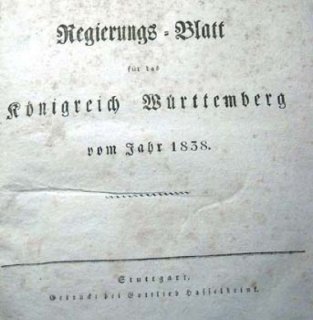 Regierungs-Blatt
für das
Königreich Württemberg
vom Jahr 1838.
Stuttgart.
Gedruckt bei Gottlieb Hasselbrink.